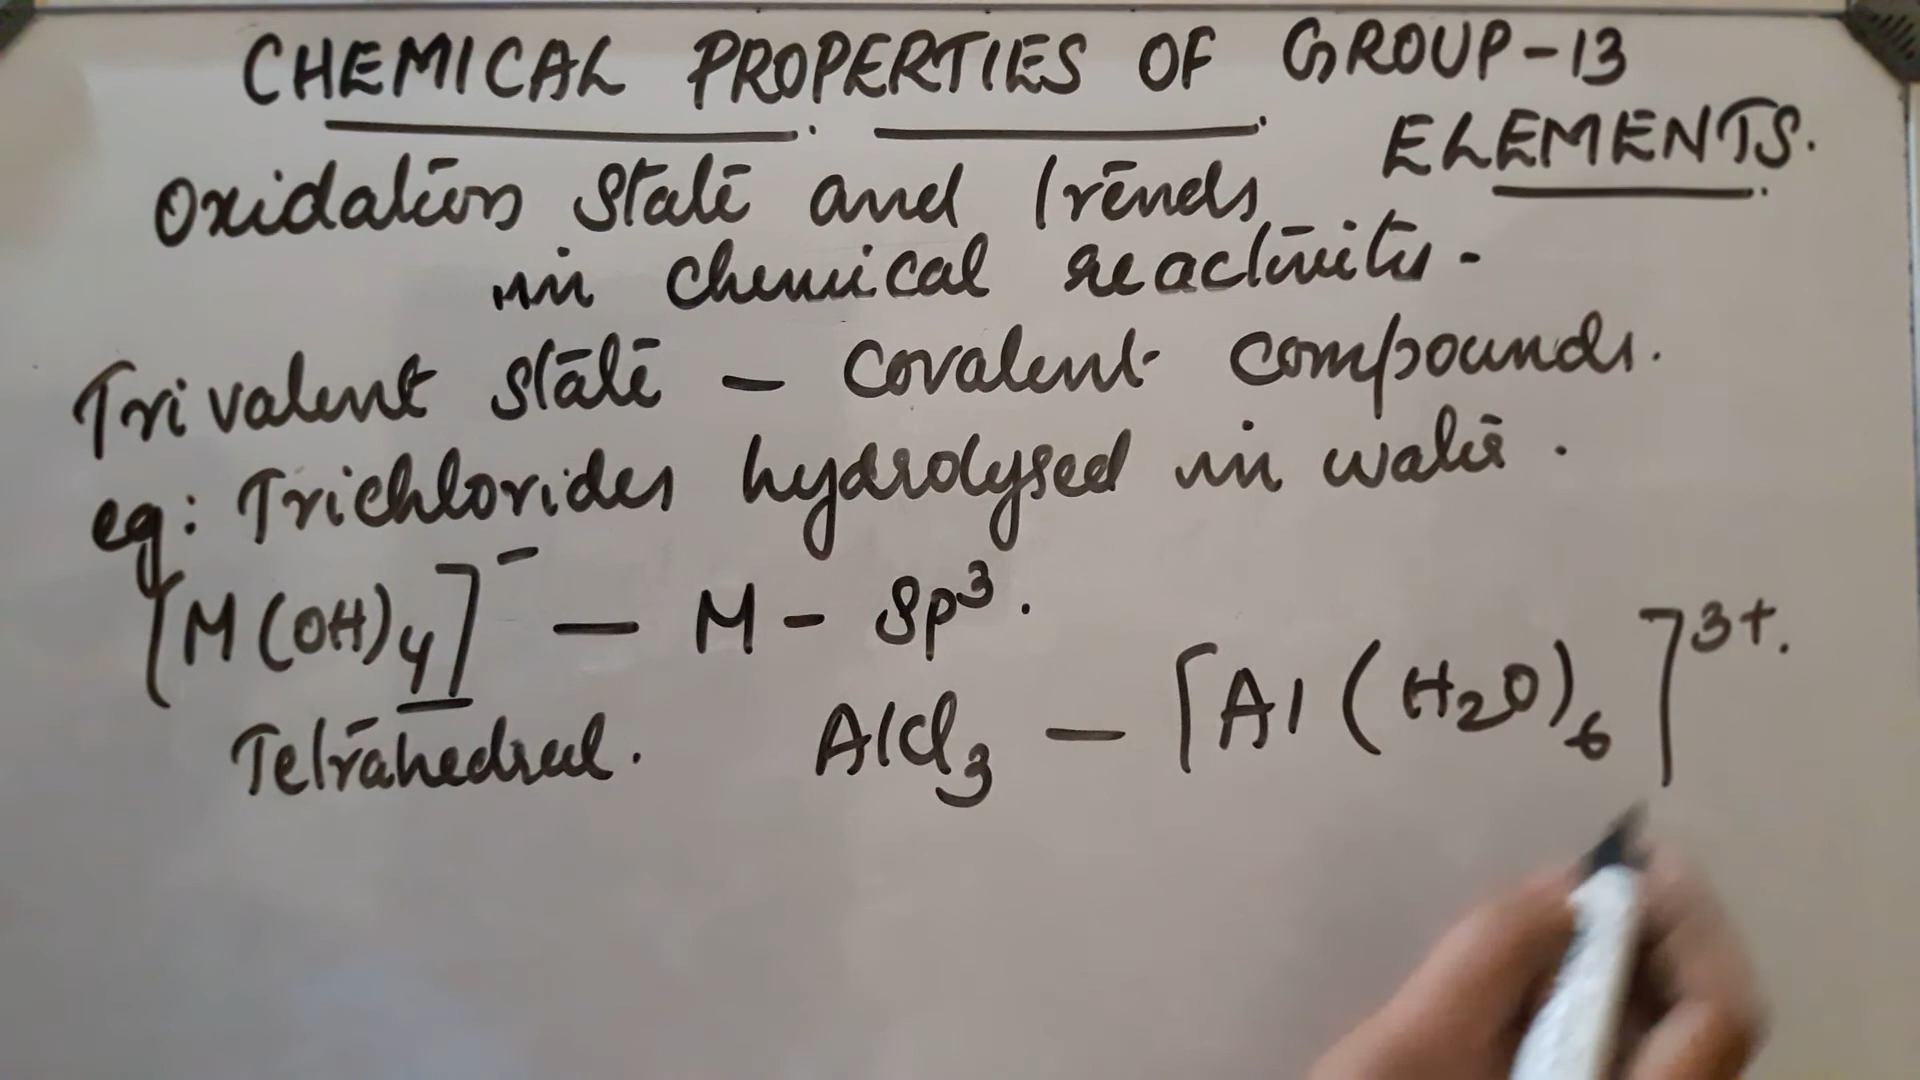 CHEMICAL PROPERTIES OF GROUP-13
ELEMENTS.
Oxidation State and trends
in chemical reactivity -
Trivalent state - Covalent compounds.
eg: Trichlorides hydrolysed in water.
[M(OH)4]⁻ — M - Sp³.
Tetrahedral. AlCl3 — [Al(H2O)6]³⁺.